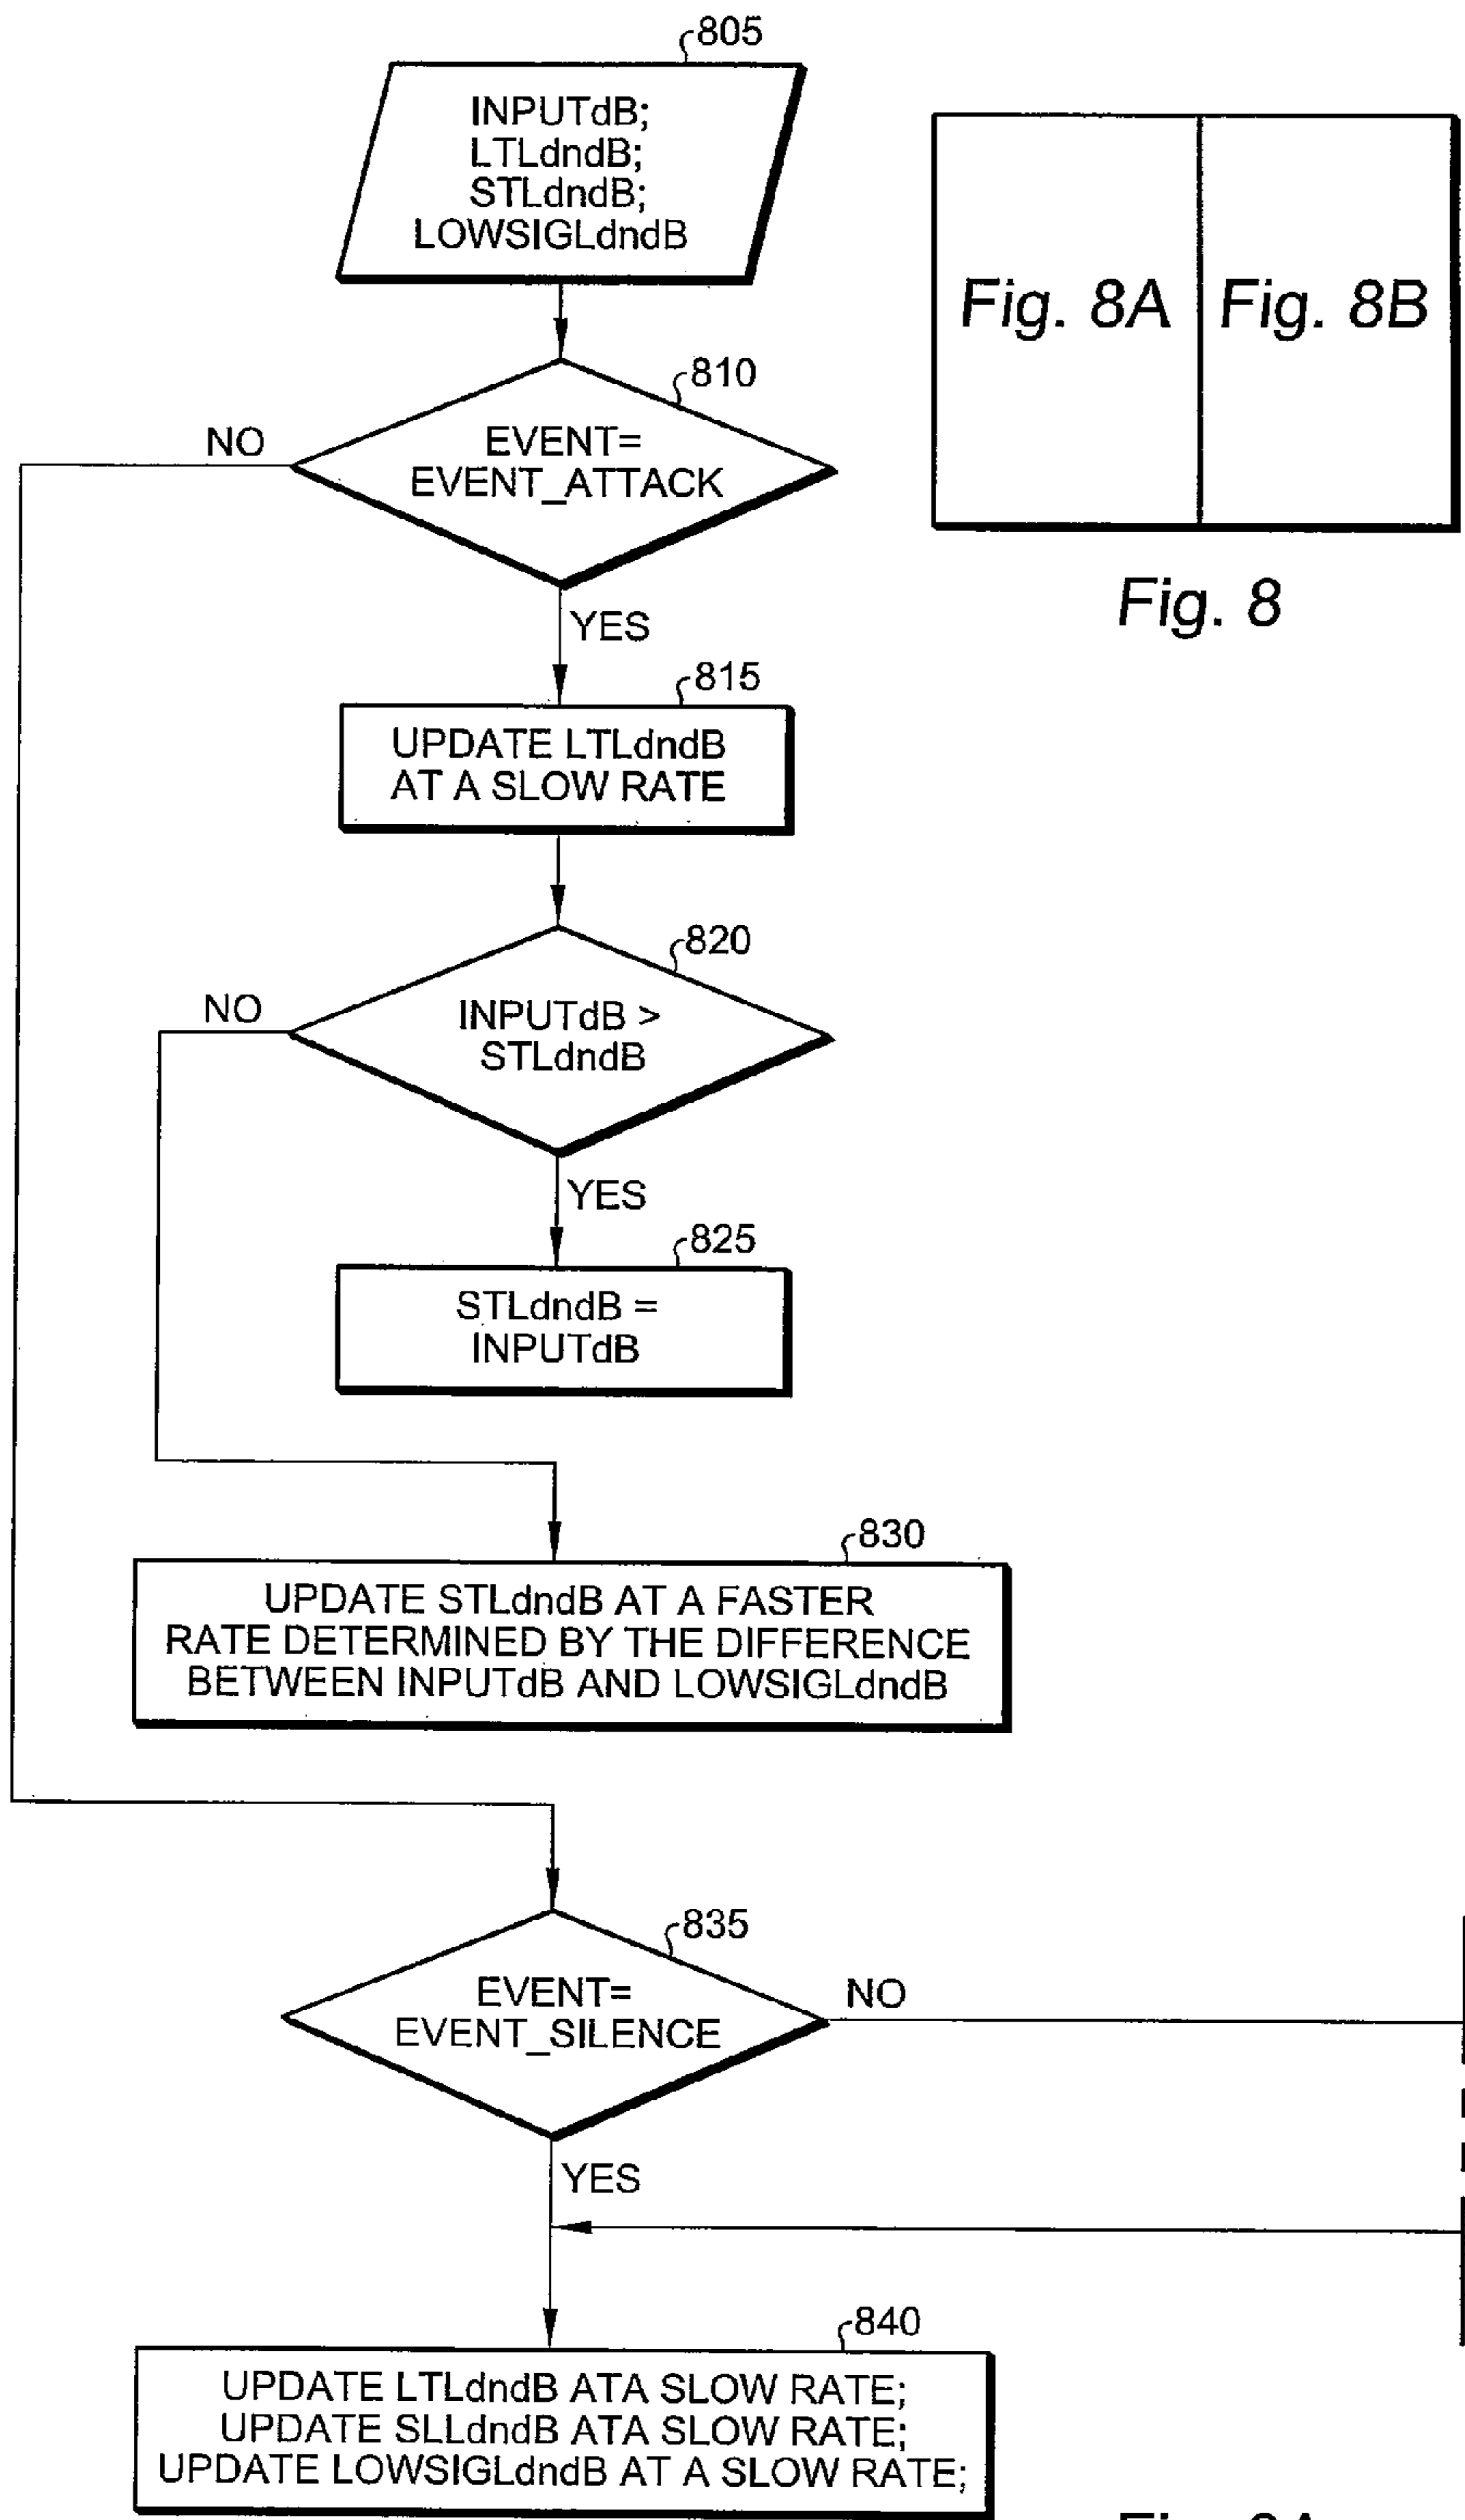 805
INPUTdB;
LTLdndB;
STLdndB;
LOWSIGLdndB
Fig. 8A
Fig. 8B
Fig. 8
810
NO
EVENT=
EVENT_ATTACK
YES
815
UPDATE LTLdndB
AT A SLOW RATE
820
NO
INPUTdB >
STLdndB
YES
825
STLdndB =
INPUTdB
830
UPDATE STLdndB AT A FASTER
RATE DETERMINED BY THE DIFFERENCE
BETWEEN INPUTdB AND LOWSIGLdndB
835
EVENT=
EVENT_SILENCE
NO
YES
840
UPDATE LTLdndB ATA SLOW RATE;
UPDATE SLLdndB ATA SLOW RATE;
UPDATE LOWSIGLdndB AT A SLOW RATE;